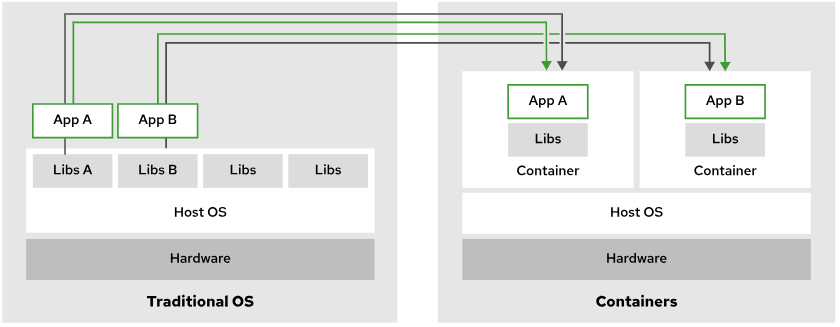 App A
App B
Libs A
Libs B
Libs
Libs
Host OS
Hardware
Traditional OS
App A
Libs
Container
App B
Libs
Container
Host OS
Hardware
Containers